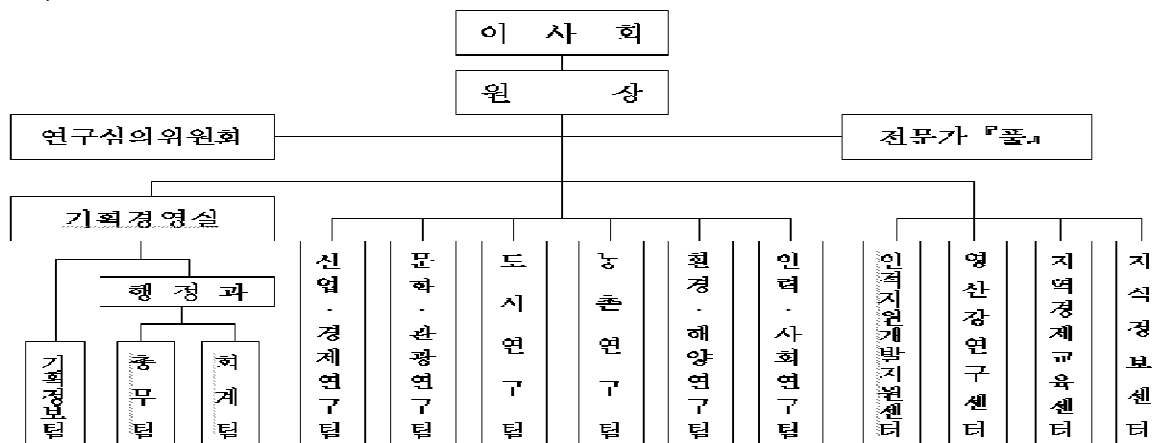 이 사 회
원 장
연구심의위원회
전문가『풀』
기획경영실
행 정 과
기획정보팀
총 무 팀
회 계 팀
산업·경제연구팀
문화·관광연구팀
도 시 연 구 팀
농 촌 연 구 팀
환경·해양연구팀
인력·사회연구팀
인적자원개발지원센터
영산강연구센터
지역경제교육센터
지식정보센터